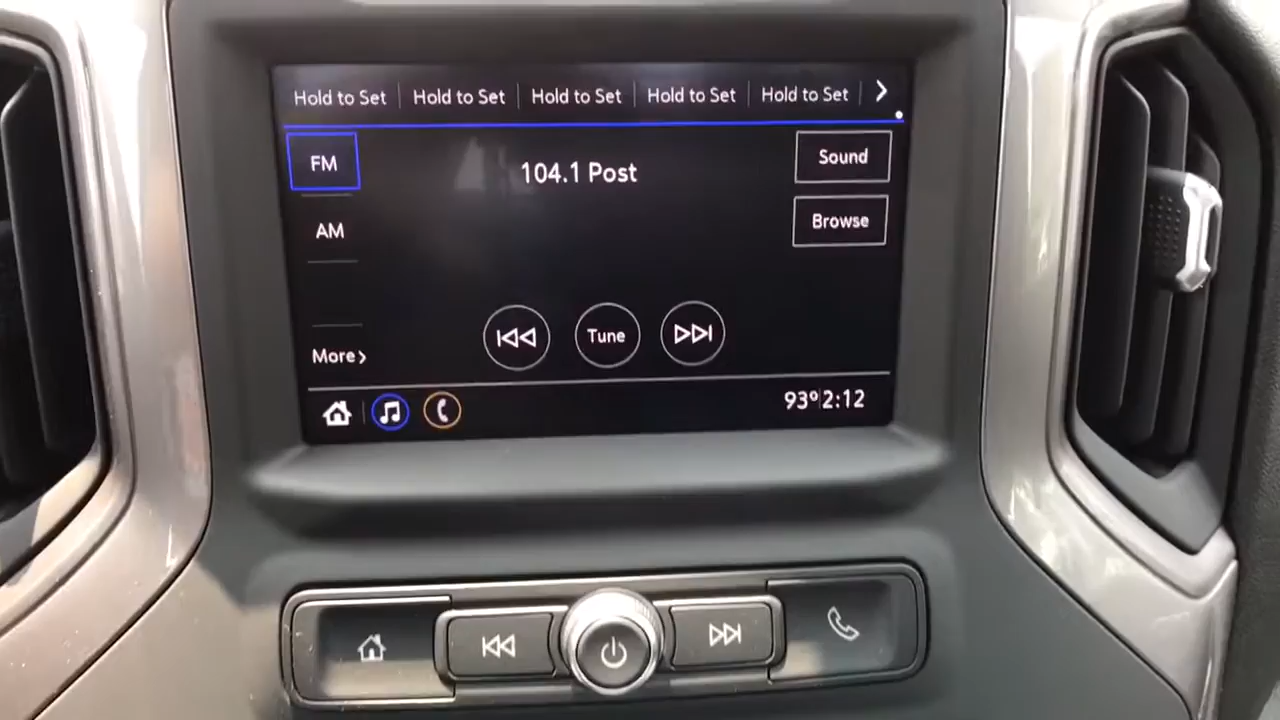 Hold to Set Hold to Set Hold to Set Hold to Set Hold to Set
FM
104.1 Post
Sound
AM
Browse
Tune
More
93° 2:12